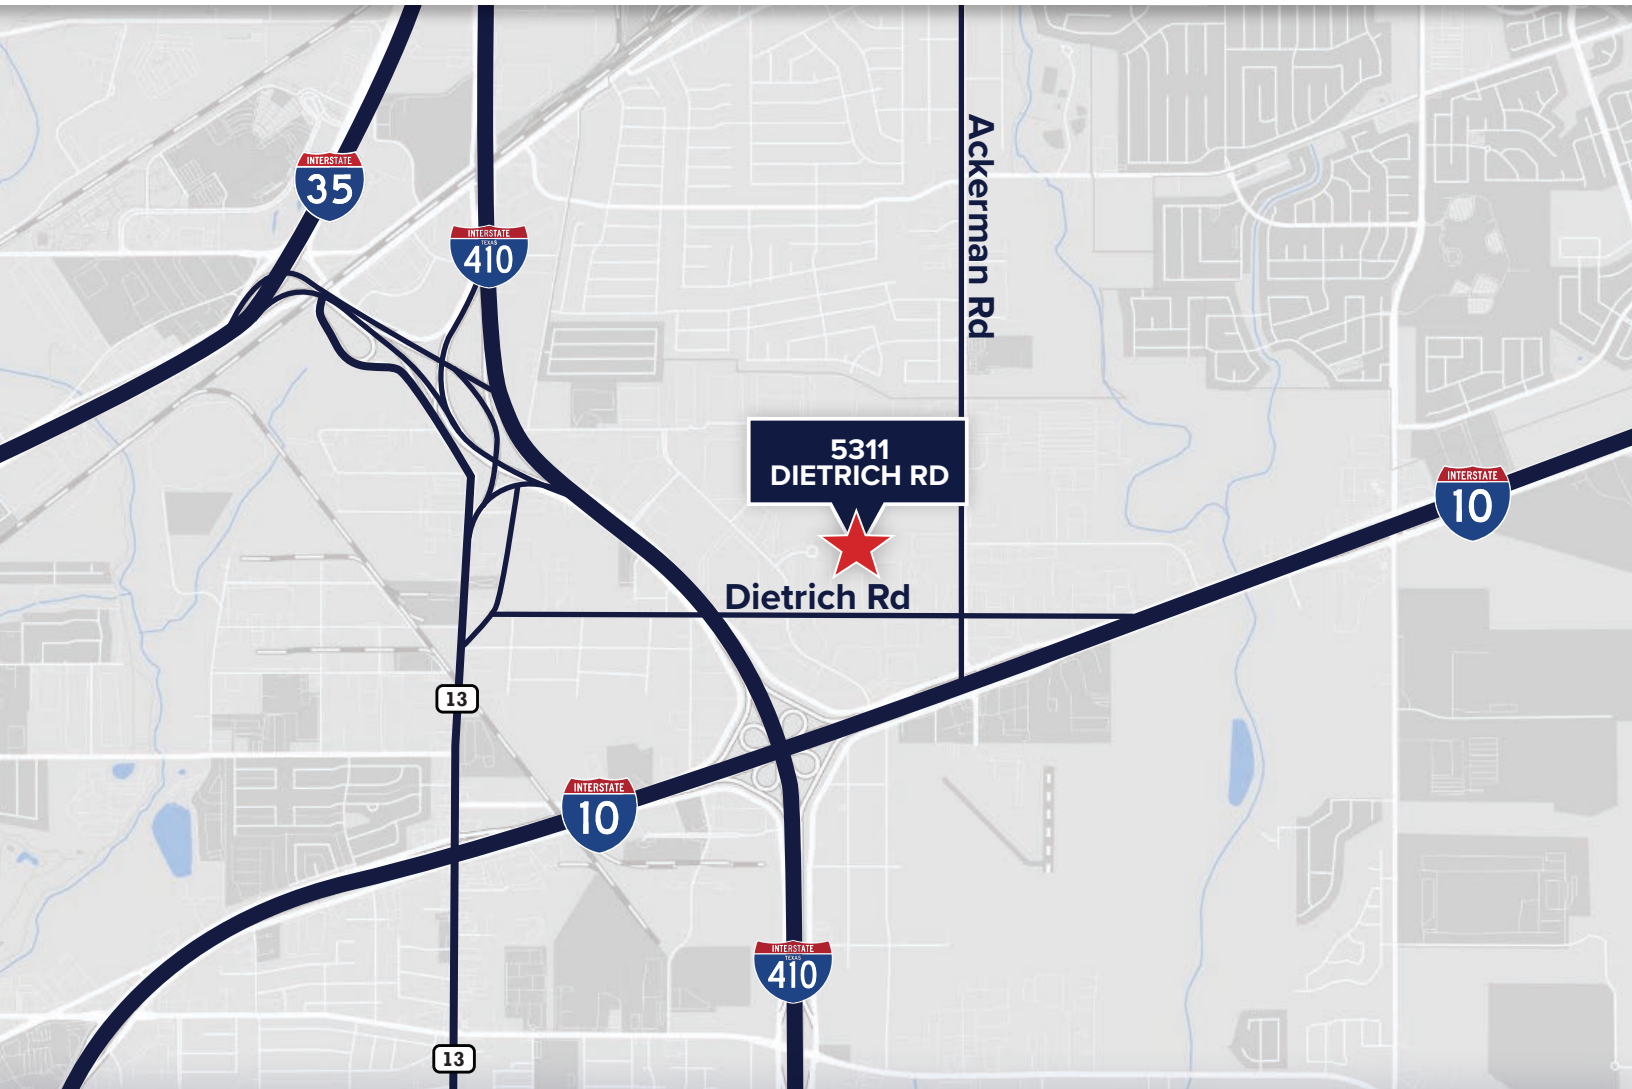 INTERSTATE
35
INTERSTATE
TEXAS
410
Ackerman Rd
5311
DIETRICH RD
INTERSTATE
10
Dietrich Rd
13
INTERSTATE
10
INTERSTATE
TEXAS
410
13